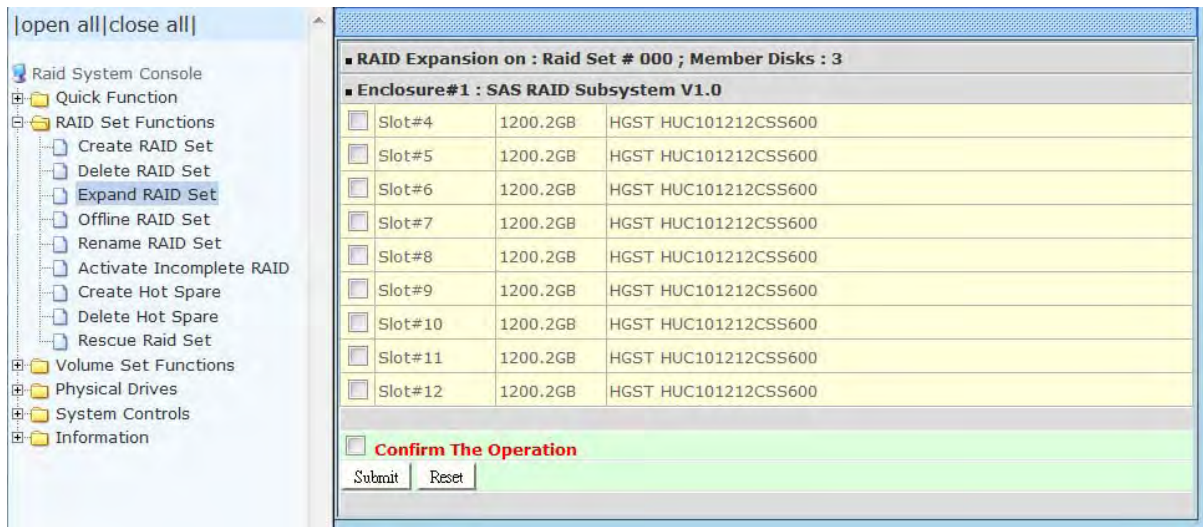 |open all|close all|
Raid System Console
Quick Function
RAID Set Functions
Create RAID Set
Delete RAID Set
Expand RAID Set
Offline RAID Set
Rename RAID Set
Activate Incomplete RAID
Create Hot Spare
Delete Hot Spare
Rescue Raid Set
Volume Set Functions
Physical Drives
System Controls
Information
RAID Expansion on : Raid Set # 000 ; Member Disks : 3
Enclosure#1 : SAS RAID Subsystem V1.0
Slot#4 1200.2GB HGST HUC101212CSS600
Slot#5 1200.2GB HGST HUC101212CSS600
Slot#6 1200.2GB HGST HUC101212CSS600
Slot#7 1200.2GB HGST HUC101212CSS600
Slot#8 1200.2GB HGST HUC101212CSS600
Slot#9 1200.2GB HGST HUC101212CSS600
Slot#10 1200.2GB HGST HUC101212CSS600
Slot#11 1200.2GB HGST HUC101212CSS600
Slot#12 1200.2GB HGST HUC101212CSS600
Confirm The Operation
Submit Reset